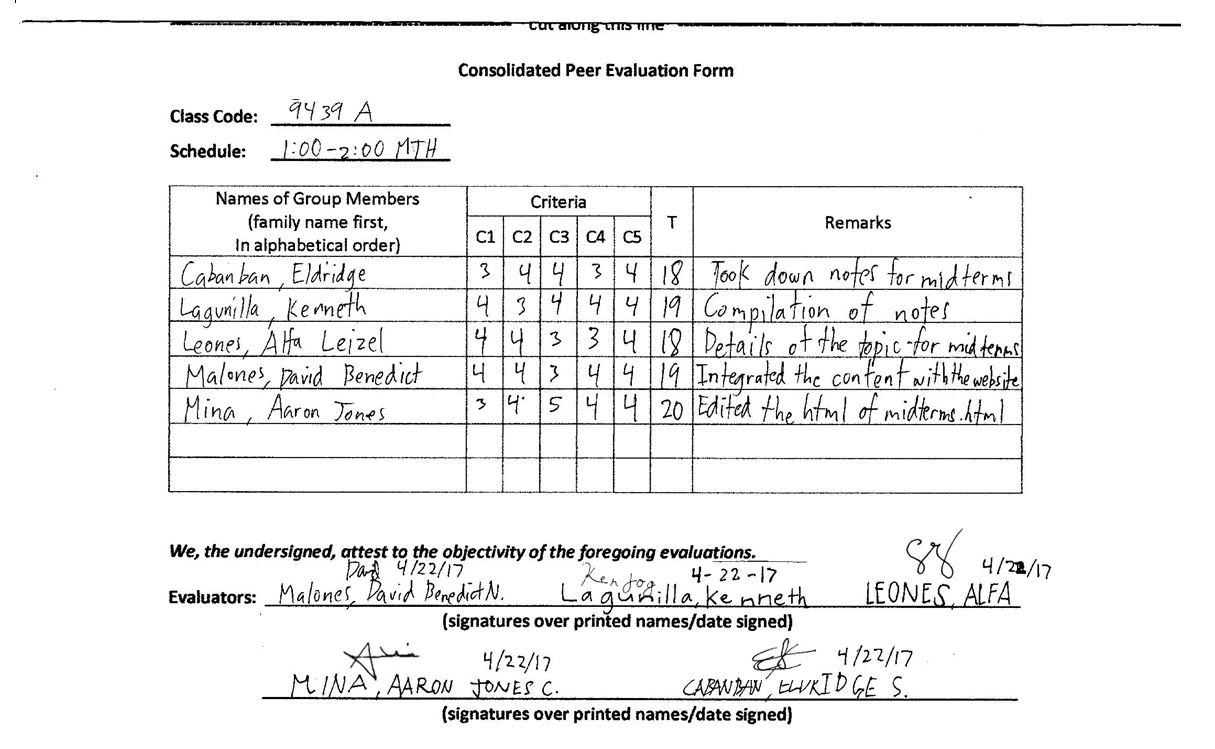 cut along this line
Consolidated Peer Evaluation Form
Class Code: 9439 A
Schedule: 1:00-2:00 MTH
Names of Group Members
(family name first,
In alphabetical order)
Criteria
C1 C2 C3 C4 C5
T
Remarks
Cabanban, Eldridge 3 4 4 3 4 18 Took down notes for midterms
Lagunilla, Kenneth 4 3 4 4 4 19 Compilation of notes
Leones, Alfa Leizel 4 4 3 3 4 18 Details of the topic for midterms
Malones, David Benedict 4 4 3 4 4 19 Integrated the content with the website
Mina, Aaron Jones 3 4 5 4 4 20 Edited the html of midterms.html
We, the undersigned, attest to the objectivity of the foregoing evaluations.
4/22/17 4-22-17 4/22/17
Evaluators: Malones, David Benedict N. Lagunilla, Kenneth LEONES, ALFA
(signatures over printed names/date signed)
4/22/17 4/22/17
MINA, AARON JONES C. CABANBAN, ELDRIDGE S.
(signatures over printed names/date signed)